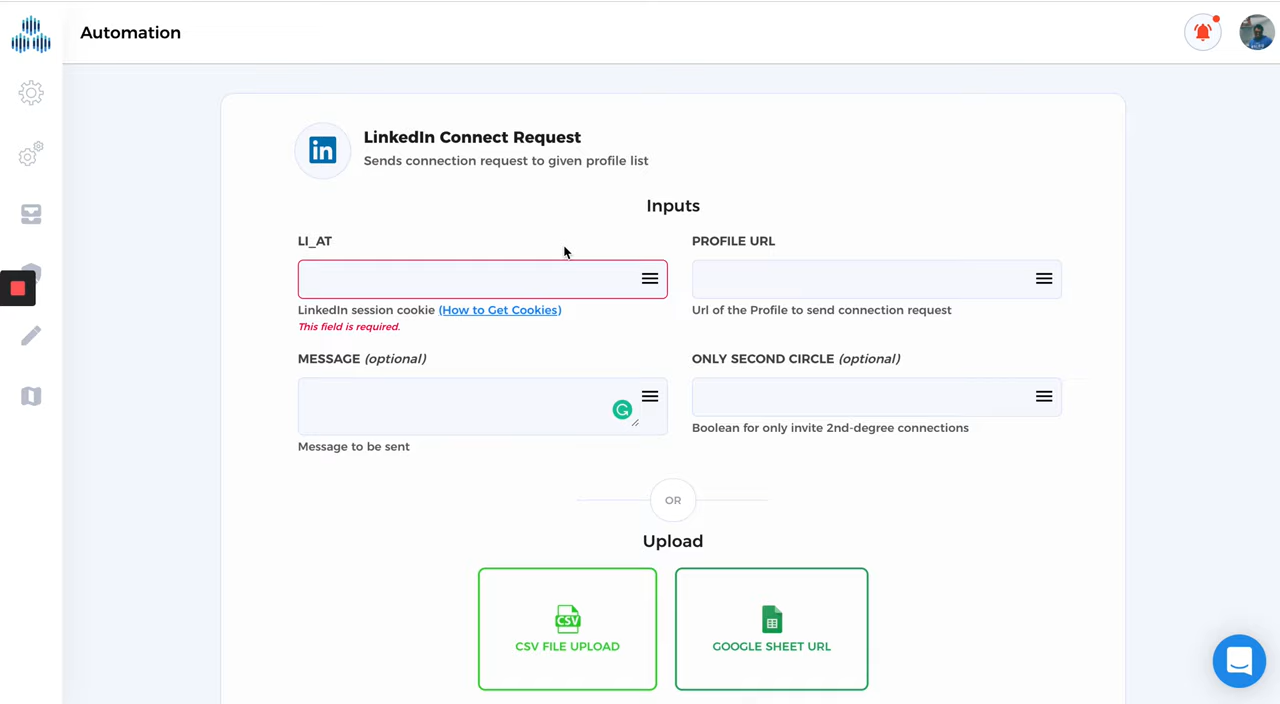 Automation
LinkedIn Connect Request
Sends connection request to given profile list
Inputs
LI_AT
PROFILE URL
LinkedIn session cookie (How to Get Cookies)
Url of the Profile to send connection request
This field is required.
MESSAGE (optional)
ONLY SECOND CIRCLE (optional)
Message to be sent
Boolean for only invite 2nd-degree connections
OR
Upload
CSV
CSV FILE UPLOAD
GOOGLE SHEET URL